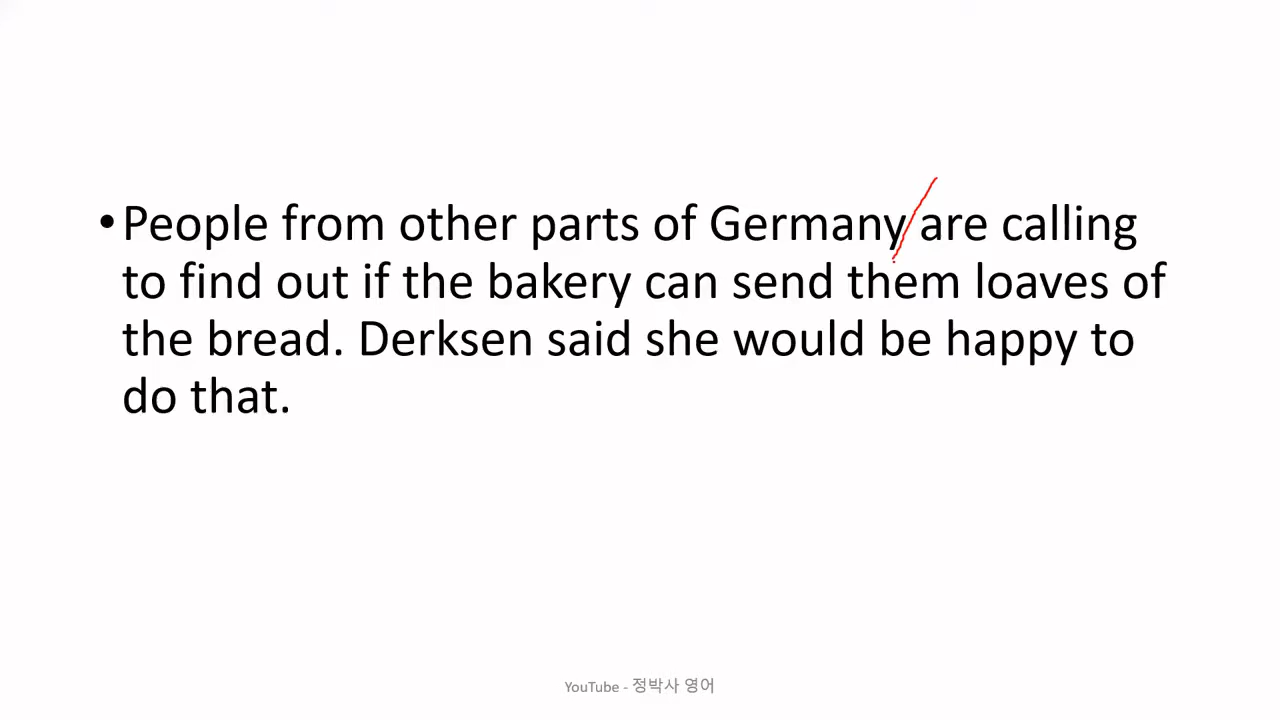 •People from other parts of Germany are calling
to find out if the bakery can send them loaves of
the bread. Derksen said she would be happy to
do that.
YouTube - 정박사 영어